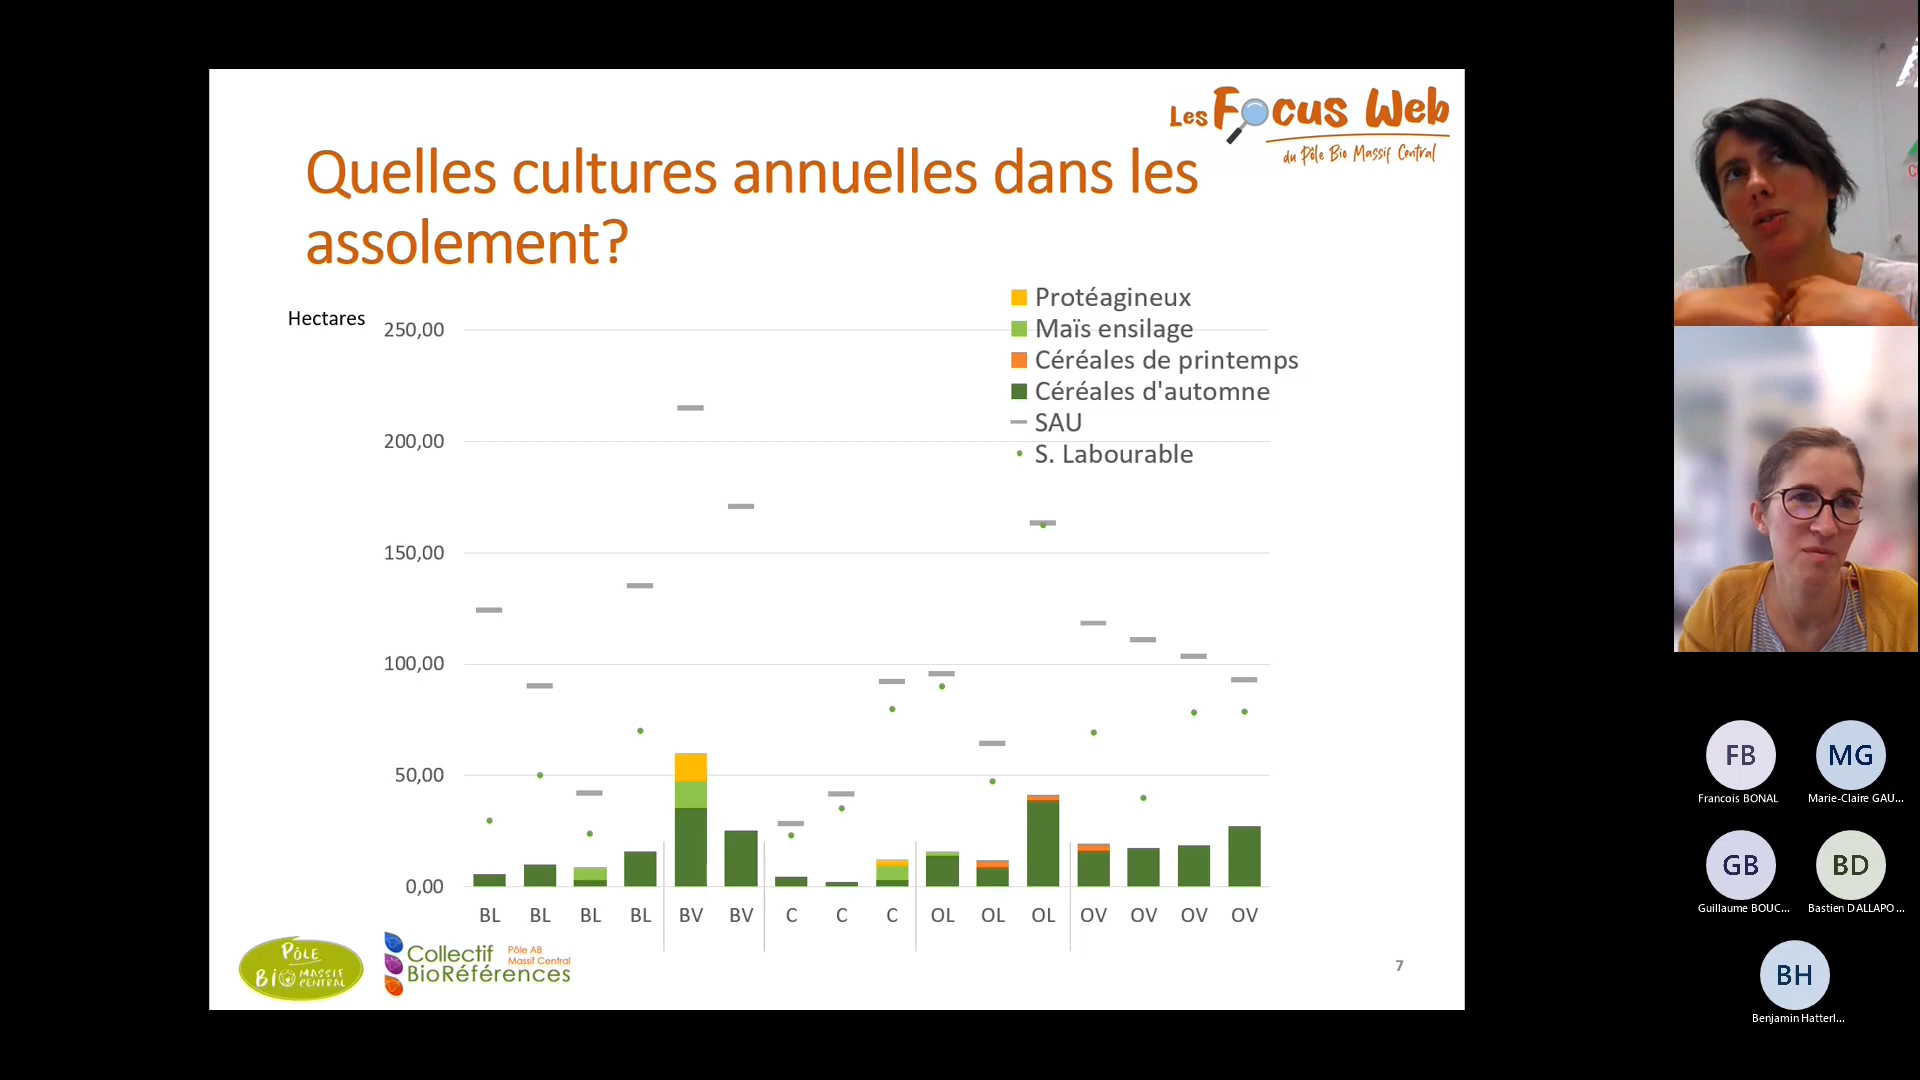 Les Focus Web
du Pôle Bio Massif Central
Quelles cultures annuelles dans les
assolement?
Hectares
Protéagineux
Maïs ensilage
Céréales de printemps
Céréales d'automne
SAU
S. Labourable
250,00
200,00
150,00
100,00
50,00
0,00
BL BL BL BL BV BV C C C OL OL OL OV OV OV OV
PÔLE
BIO MASSIF
CENTRAL
Collectif
BioRéférences
Pôle AB
Massif Central
7
FB
Francois BONAL
MG
Marie-Claire GAU...
GB
Guillaume BOUC...
BD
Bastien DALLAPO...
BH
Benjamin Hatterl...